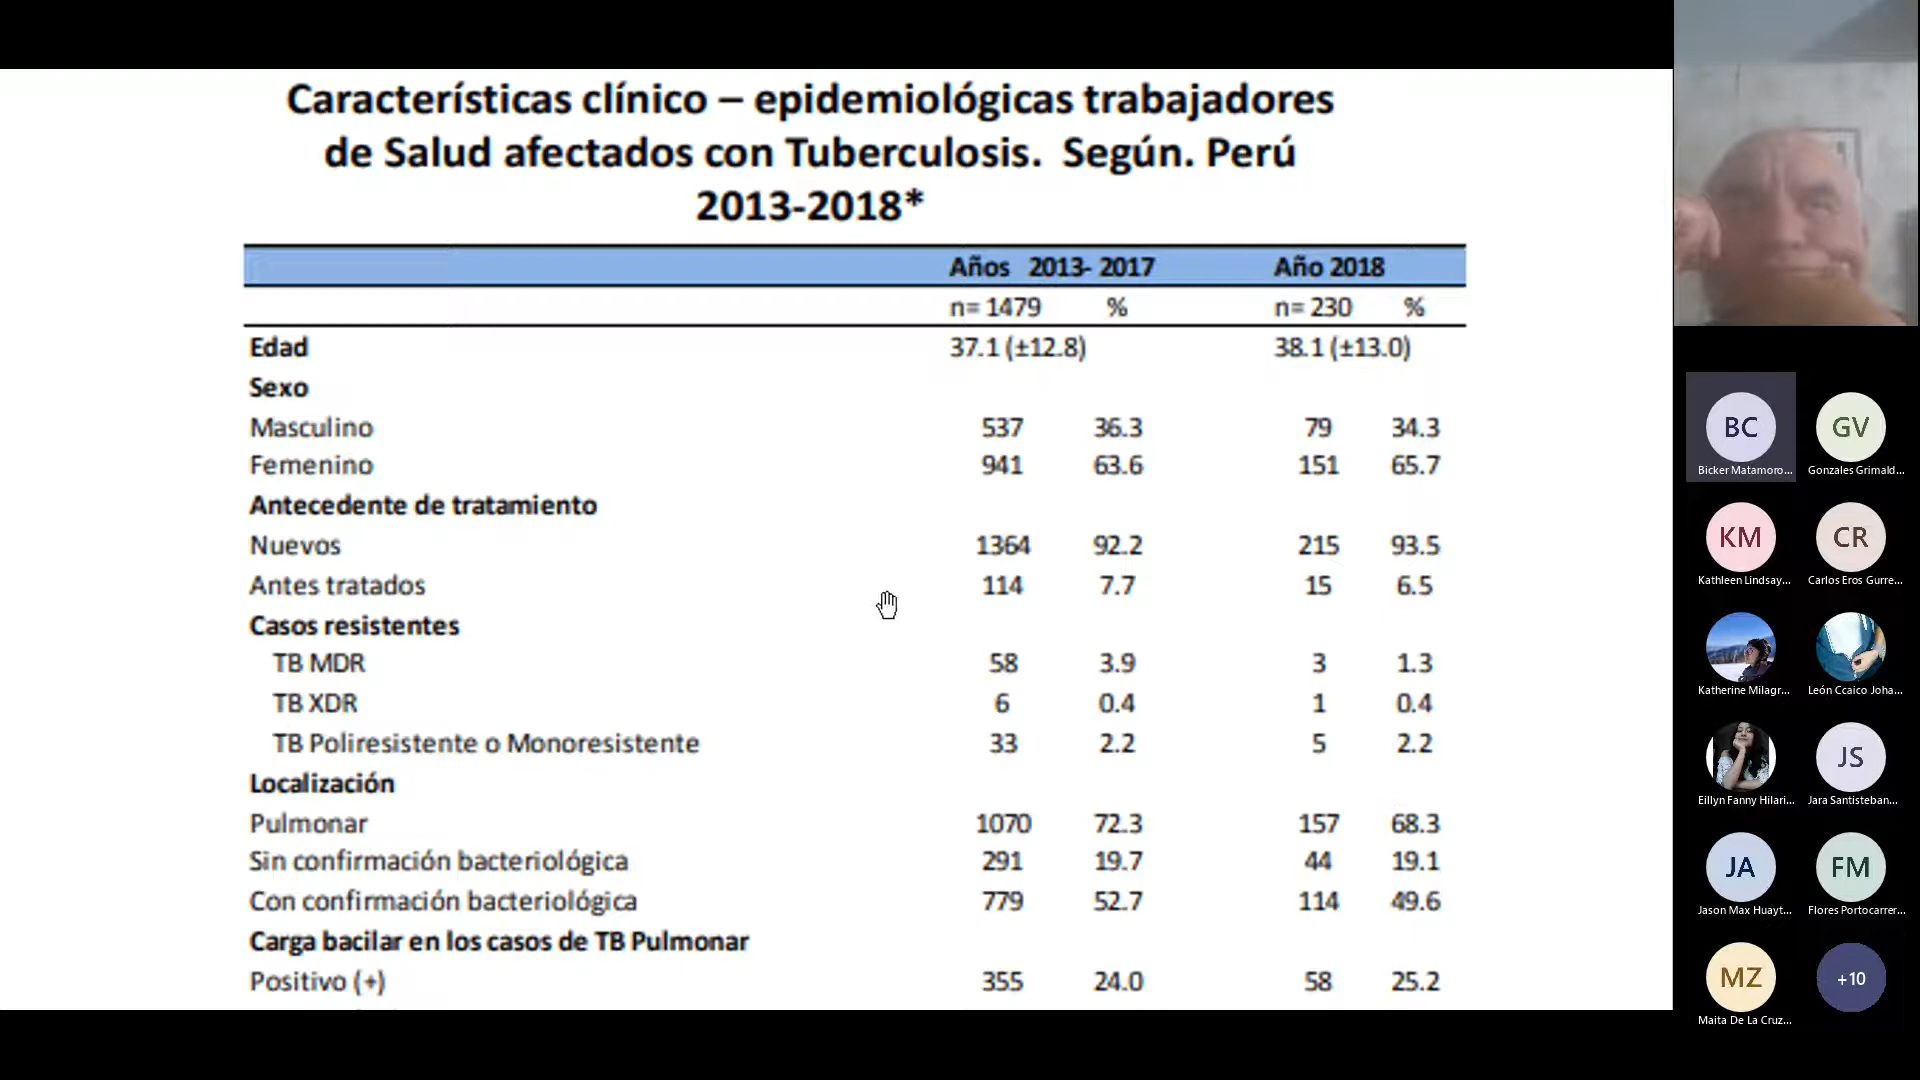 Características clínico – epidemiológicas trabajadores
de Salud afectados con Tuberculosis.  Según. Perú
2013-2018*
Años 2013- 2017 Año 2018
n= 1479 % n= 230 %
Edad 37.1 (±12.8) 38.1 (±13.0)
Sexo
Masculino 537 36.3 79 34.3
Femenino 941 63.6 151 65.7
Antecedente de tratamiento
Nuevos 1364 92.2 215 93.5
Antes tratados 114 7.7 15 6.5
Casos resistentes
TB MDR 58 3.9 3 1.3
TB XDR 6 0.4 1 0.4
TB Poliresistente o Monoresistente 33 2.2 5 2.2
Localización
Pulmonar 1070 72.3 157 68.3
Sin confirmación bacteriológica 291 19.7 44 19.1
Con confirmación bacteriológica 779 52.7 114 49.6
Carga bacilar en los casos de TB Pulmonar
Positivo (+) 355 24.0 58 25.2
BC GV
Bicker Matamoro... Gonzales Grimald...
KM CR
Kathleen Lindsay... Carlos Eros Gurre...
Katherine Milagr... León Ccaico Joha...
JS
Eillyn Fanny Hilari... Jara Santisteban...
JA FM
Jason Max Huayt... Flores Portocarrer...
MZ +10
Maita De La Cruz...